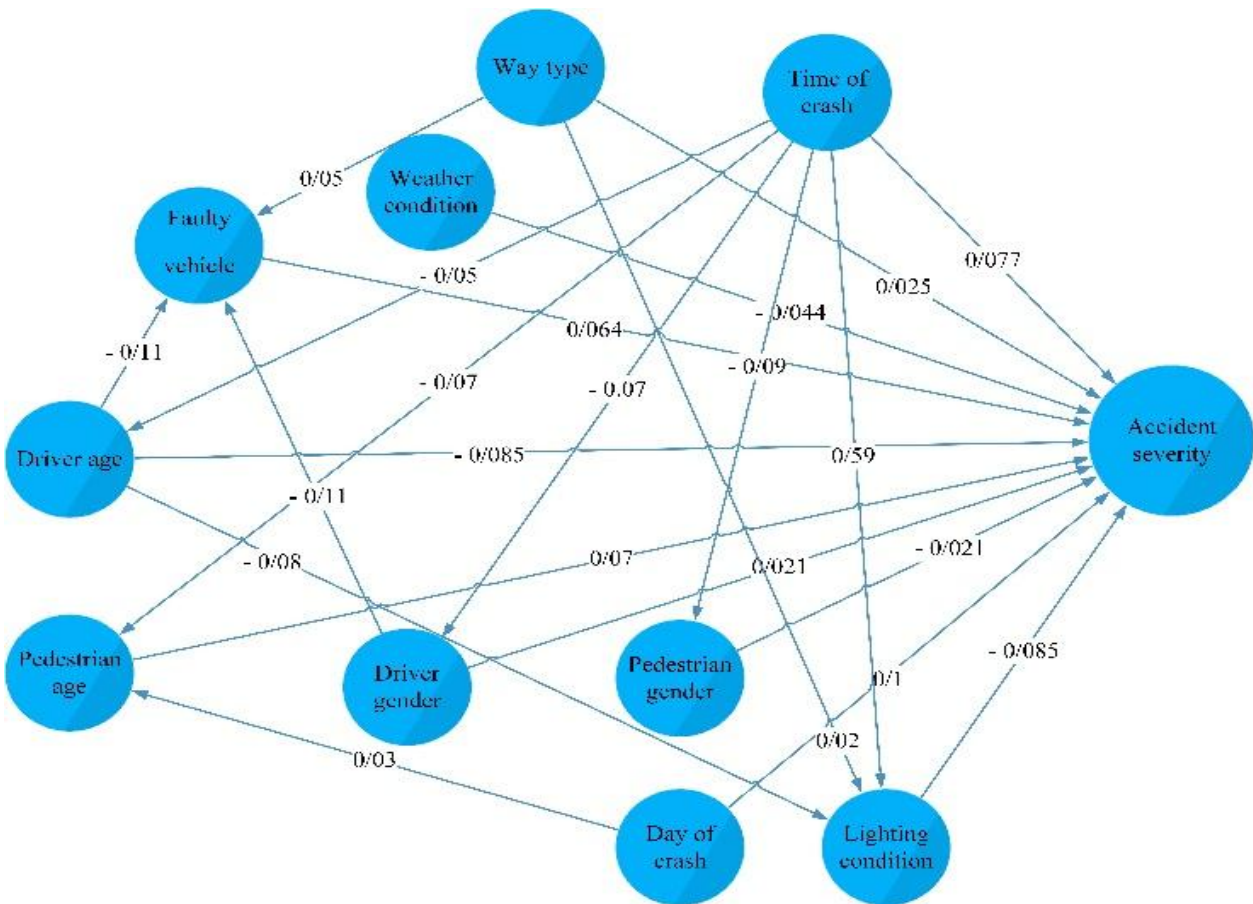 Way type
Time of
crash
Weather
condition
0/05
Faulty
vehicle
0/077
- 0/05
0/025
- 0/044
0/064
- 0/11
- 0/09
- 0/07
- 0.07
Accident
severity
Driver age
- 0/085
0/59
- 0/11
- 0/08
0/07
0/021
- 0/021
Pedestrian
age
Driver
gender
Pedestrian
gender
- 0/085
0/1
0/02
0/03
Day of
crash
Lighting
condition